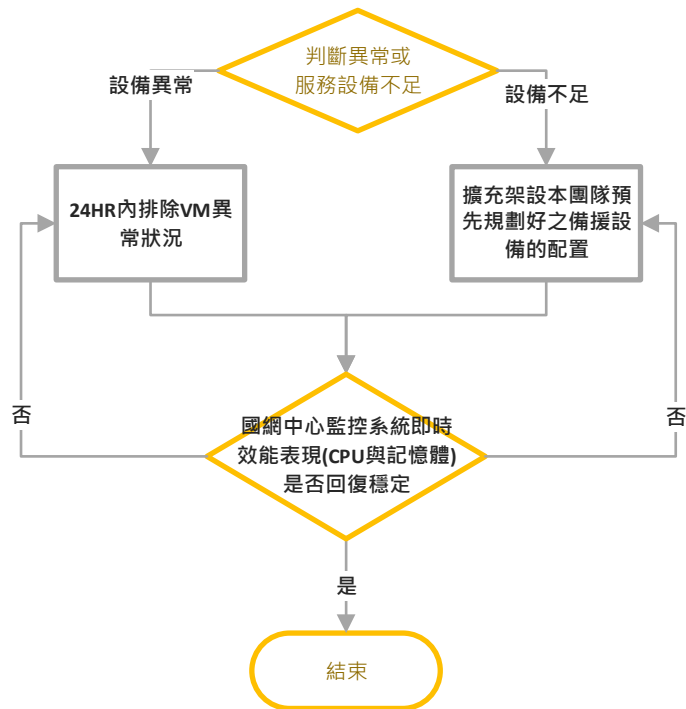 判斷異常或
服務設備不足
設備異常
設備不足
24HR內排除VM異
常狀況
擴充架設本團隊預
先規劃好之備援設
備的配置
否
否
國網中心監控系統即時
效能表現(CPU與記憶體)
是否回復穩定
是
結束